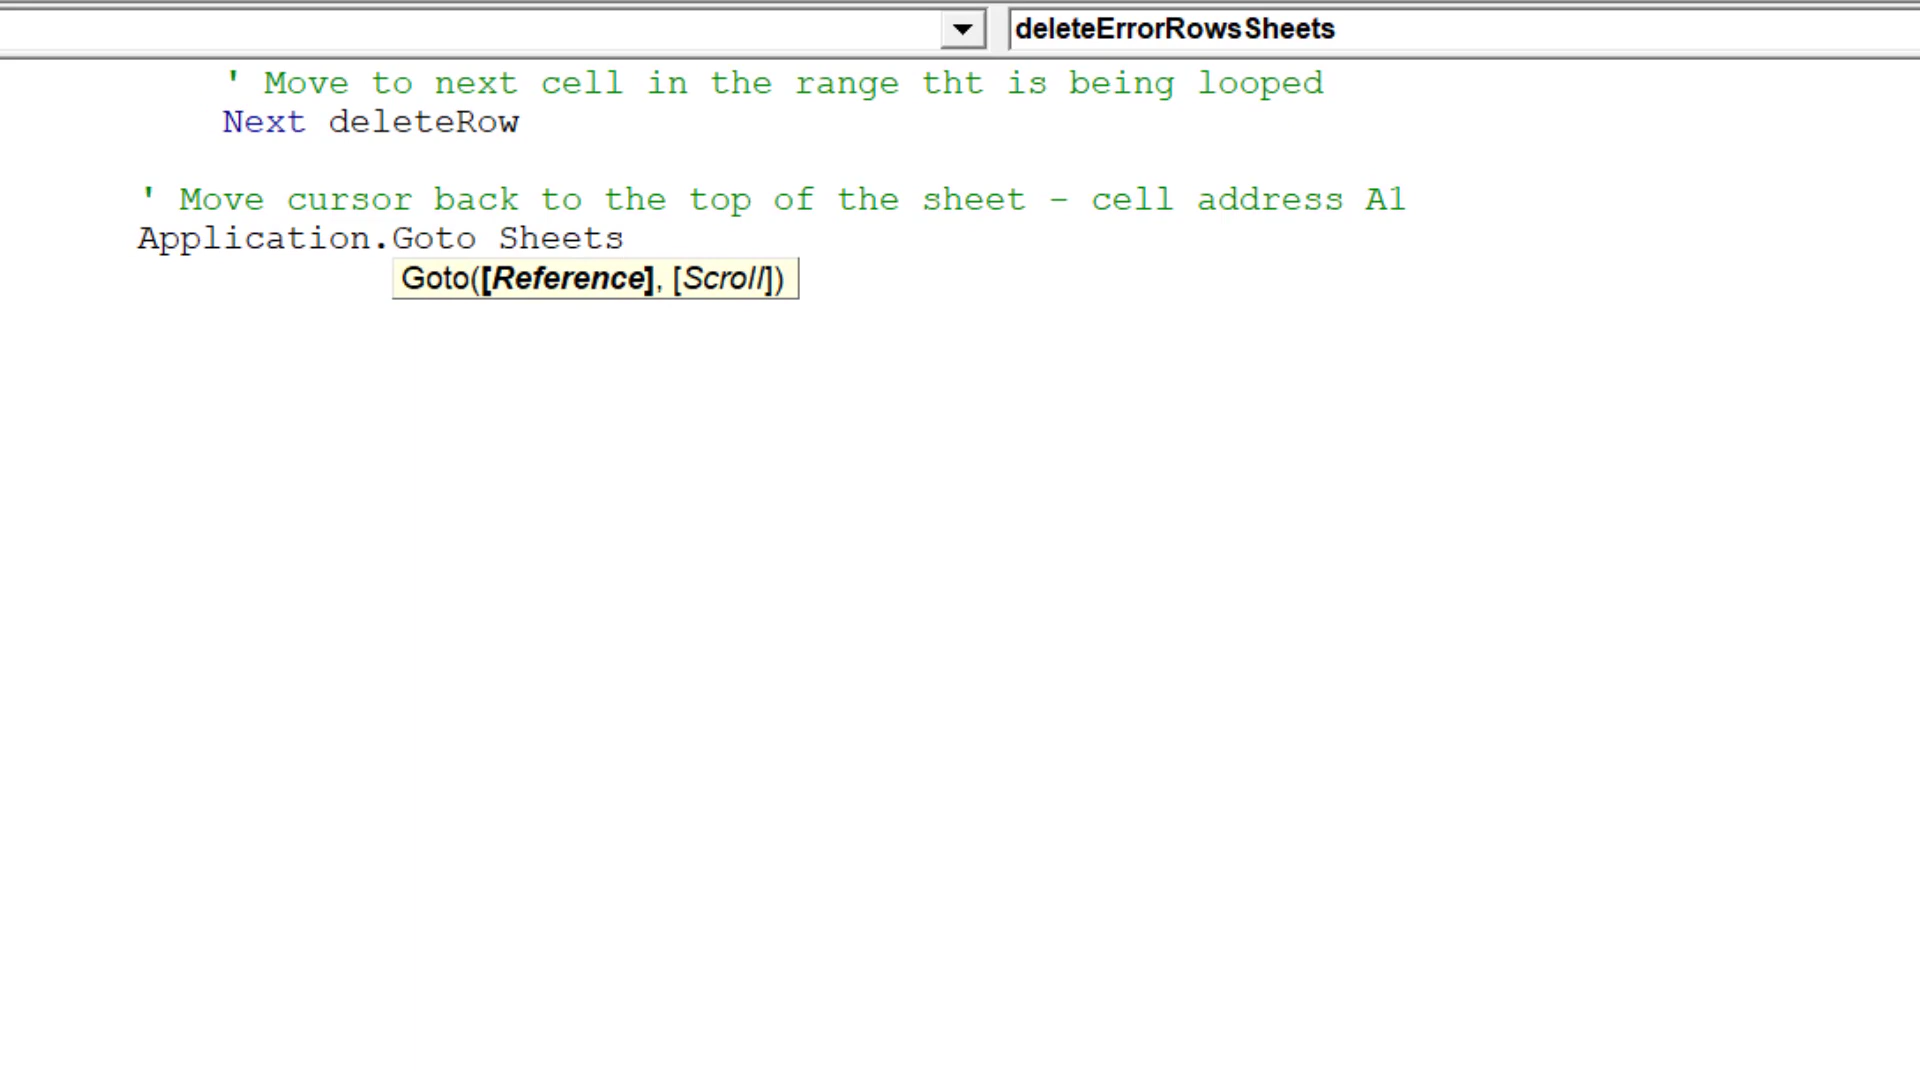 deleteErrorRowsSheets
' Move to next cell in the range tht is being looped
Next deleteRow
' Move cursor back to the top of the sheet - cell address A1
Application.Goto Sheets
Goto([Reference], [Scroll])